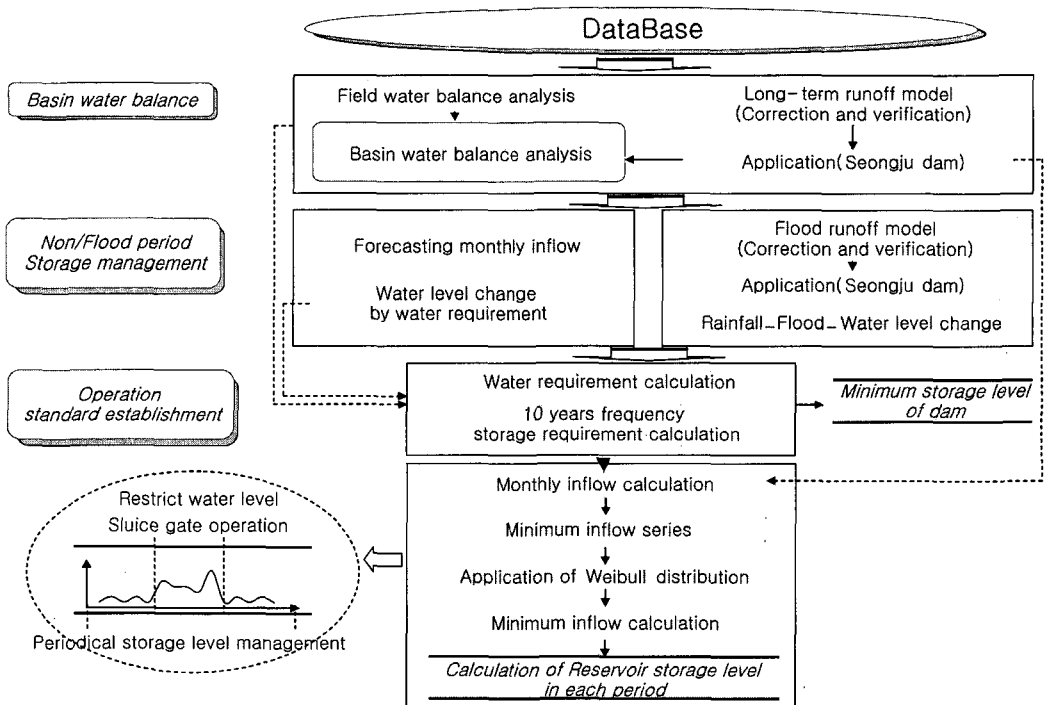 DataBase
Basin water balance
Field water balance analysis
Basin water balance analysis
Long-term runoff model
(Correction and verification)
Application(Seongju dam)
Non/Flood period
Storage management
Forecasting monthly inflow
Water level change
by water requirement
Flood runoff model
(Correction and verification)
Application(Seongju dam)
Rainfall-Flood-Water level change
Operation
standard establishment
Water requirement calculation
10 years frequency
storage requirement calculation
Minimum storage level
of dam
Monthly inflow calculation
Minimum inflow series
Application of Weibull distribution
Minimum inflow calculation
Calculation of Reservoir storage level
in each period
Restrict water level
Sluice gate operation
Periodical storage level management